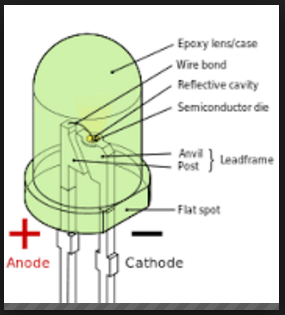 Epoxy lens/case
Wire bond
Reflective cavity
Semiconductor die
Anvil
Post
Leadframe
Flat spot
+ −
Anode
Cathode